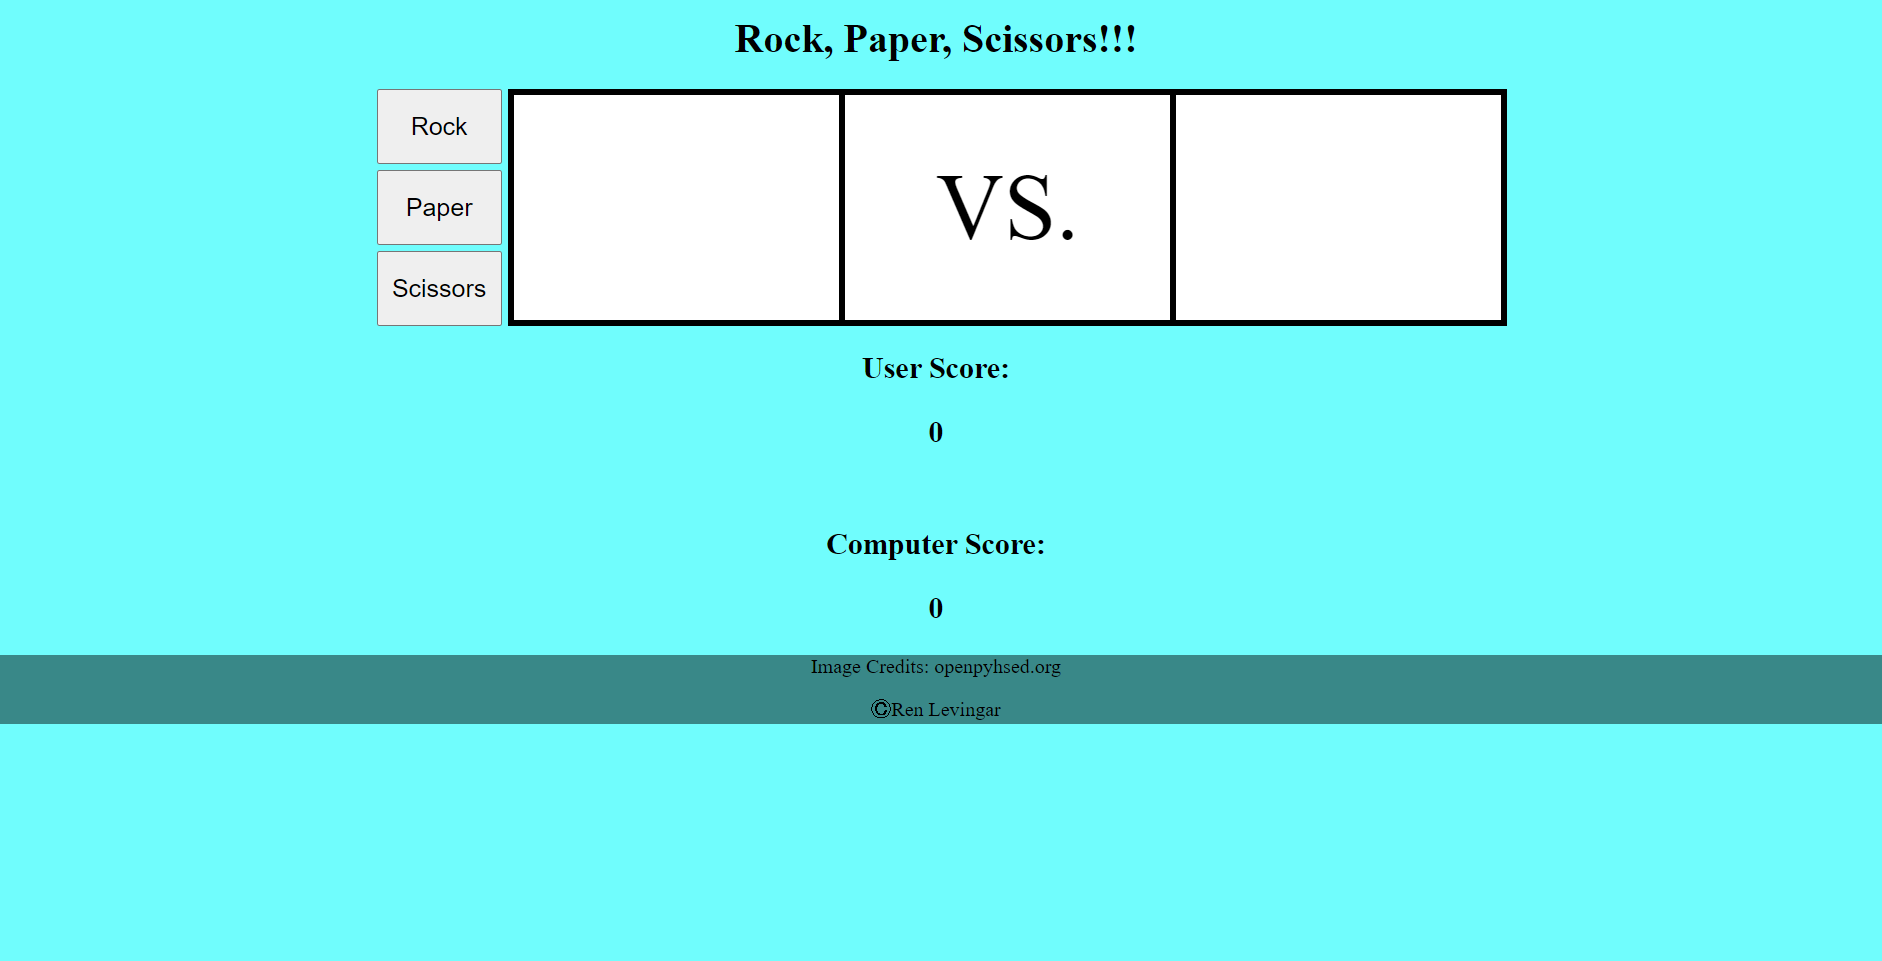 Rock, Paper, Scissors!!!
Rock
Paper
Scissors
VS.
User Score:
0
Computer Score:
0
Image Credits: openpyhsed.org
©Ren Levingar